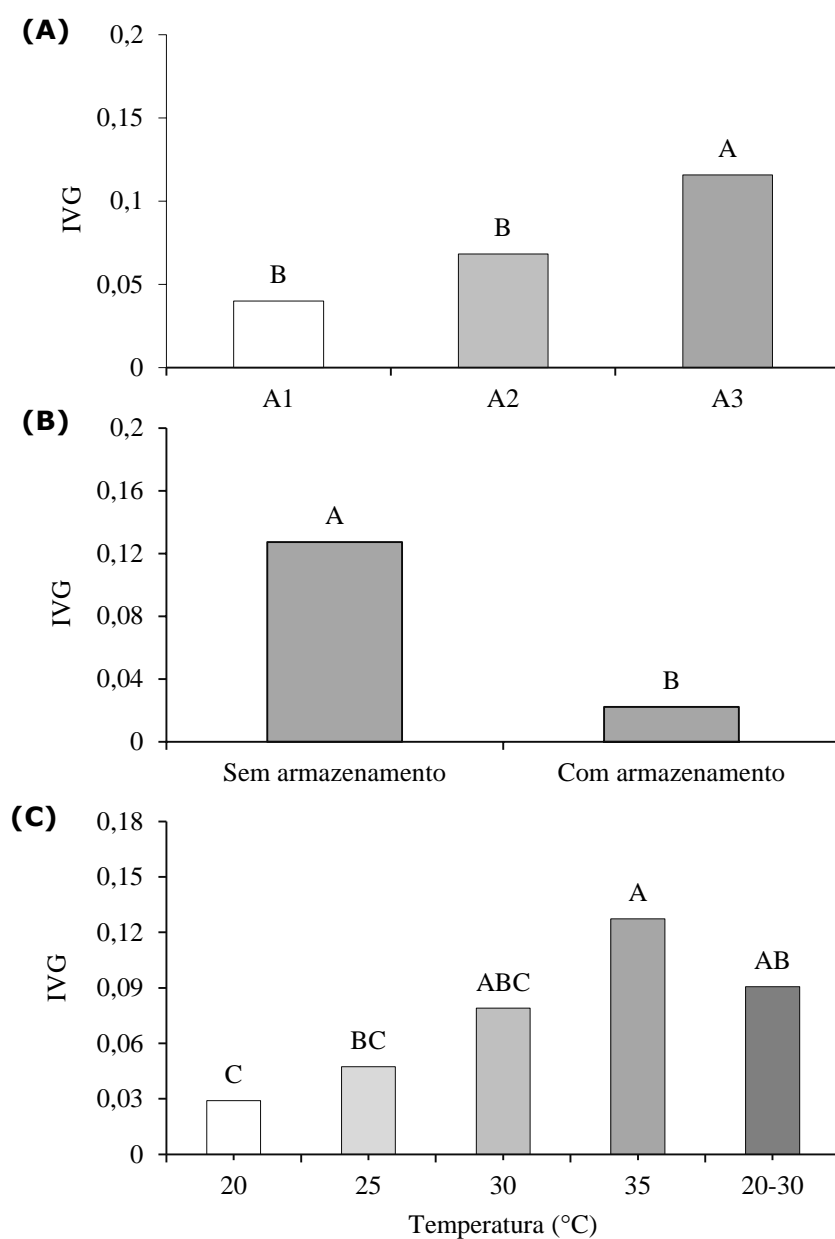 (A)
0,2
0,15
0,1
0,05
0
IVG
B
B
A
A1 A2 A3
(B)
0,2
0,16
0,12
0,08
0,04
0
IVG
A
B
Sem armazenamento Com armazenamento
(C)
0,18
0,15
0,12
0,09
0,06
0,03
0
IVG
C
BC
ABC
A
AB
20 25 30 35 20-30
Temperatura (°C)